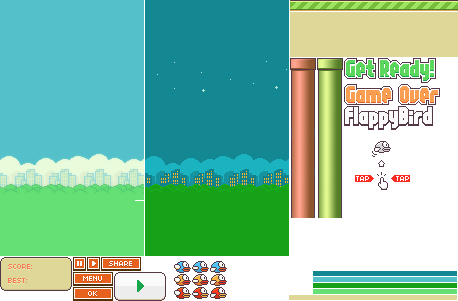 Get Ready!
Game Over
FlappyBird
TAP TAP
SCORE:
BEST:
SHARE
MENU
OK